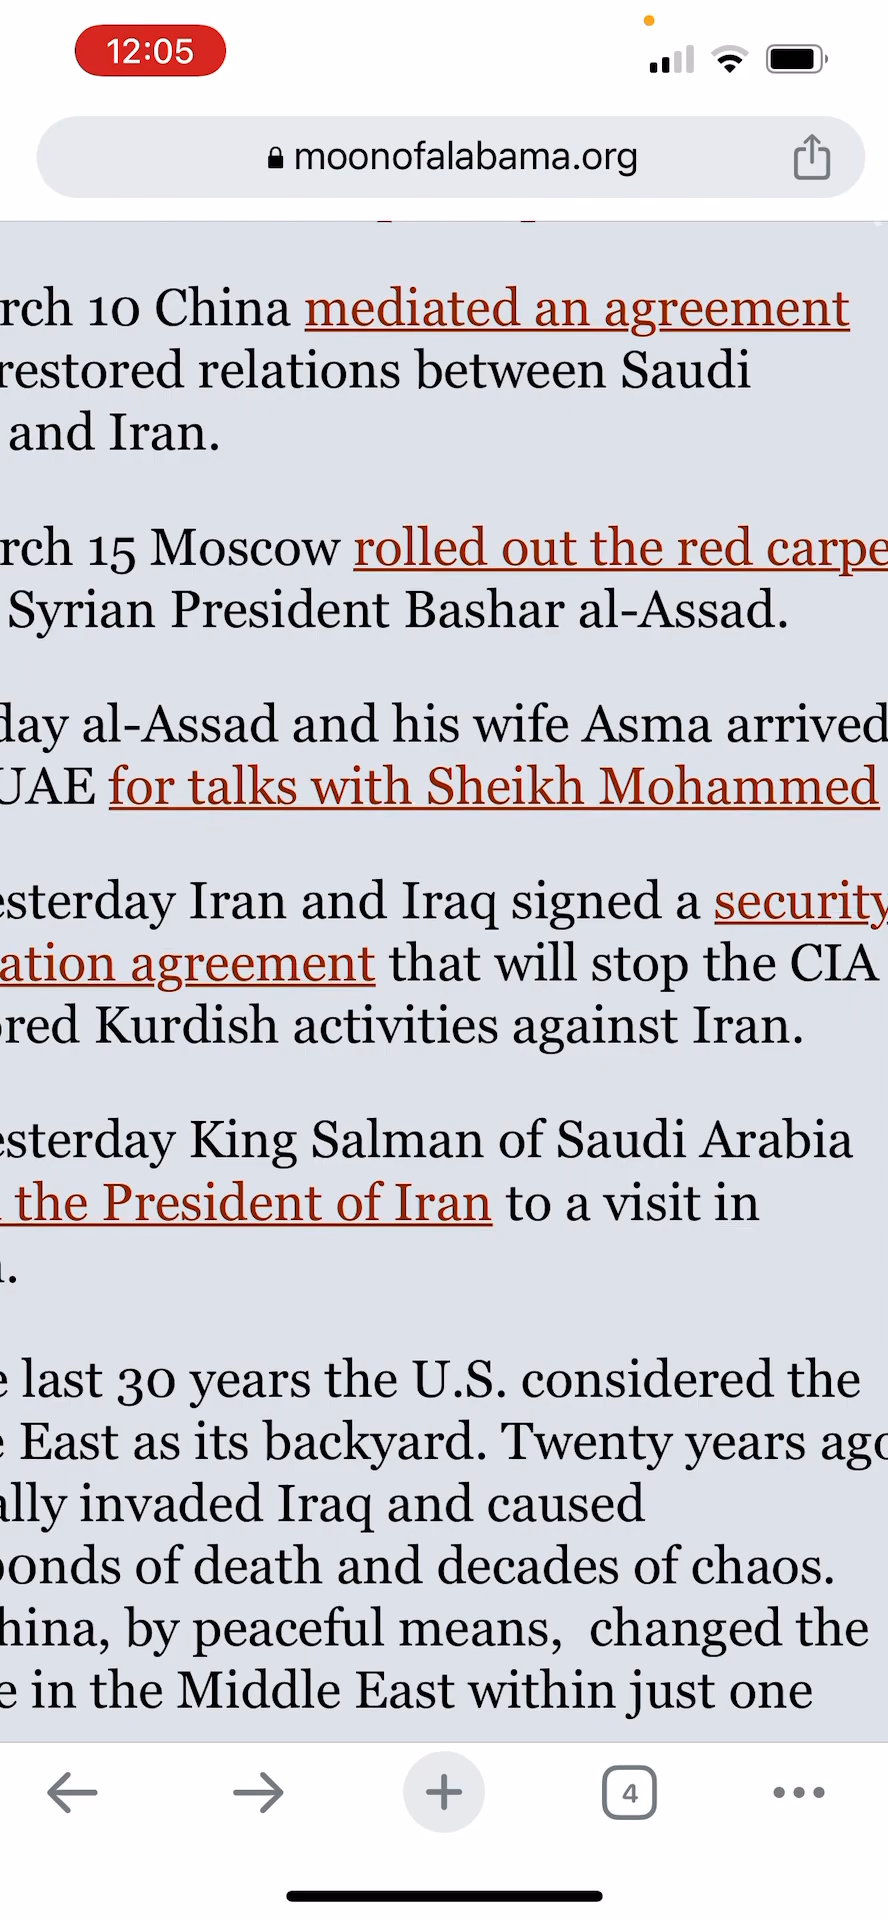 12:05
moonofalabama.org
rch 10 China mediated an agreement
restored relations between Saudi
and Iran.
rch 15 Moscow rolled out the red carpe
Syrian President Bashar al-Assad.
day al-Assad and his wife Asma arrived
UAE for talks with Sheikh Mohammed
esterday Iran and Iraq signed a security
ation agreement that will stop the CIA
ored Kurdish activities against Iran.
esterday King Salman of Saudi Arabia
the President of Iran to a visit in
e last 30 years the U.S. considered the
e East as its backyard. Twenty years ago
ally invaded Iraq and caused
onds of death and decades of chaos.
hina, by peaceful means, changed the
e in the Middle East within just one
4